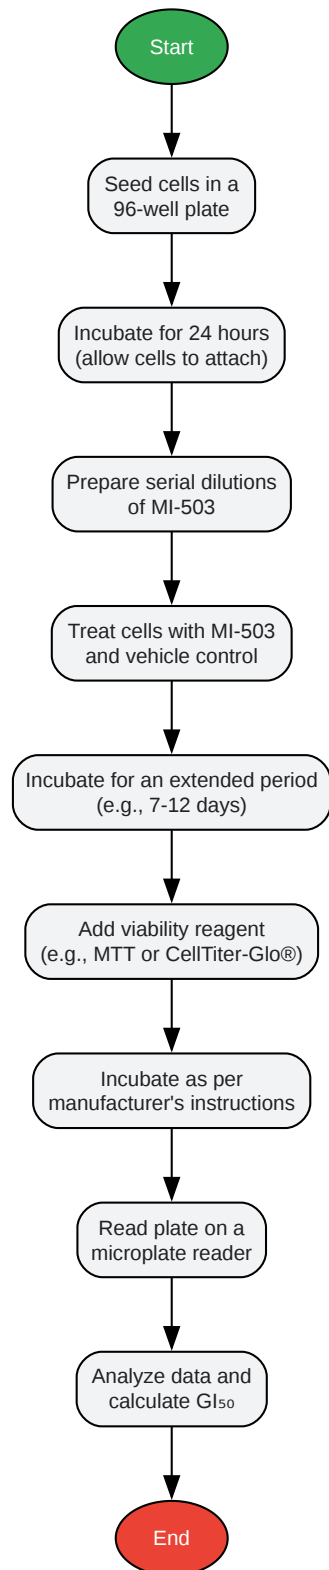 Start
Seed cells in a
96-well plate
Incubate for 24 hours
(allow cells to attach)
Prepare serial dilutions
of MI-503
Treat cells with MI-503
and vehicle control
Incubate for an extended period
(e.g., 7-12 days)
Add viability reagent
(e.g., MTT or CellTiter-Glo®)
Incubate as per
manufacturer's instructions
Read plate on a
microplate reader
Analyze data and
calculate GI₅₀
End